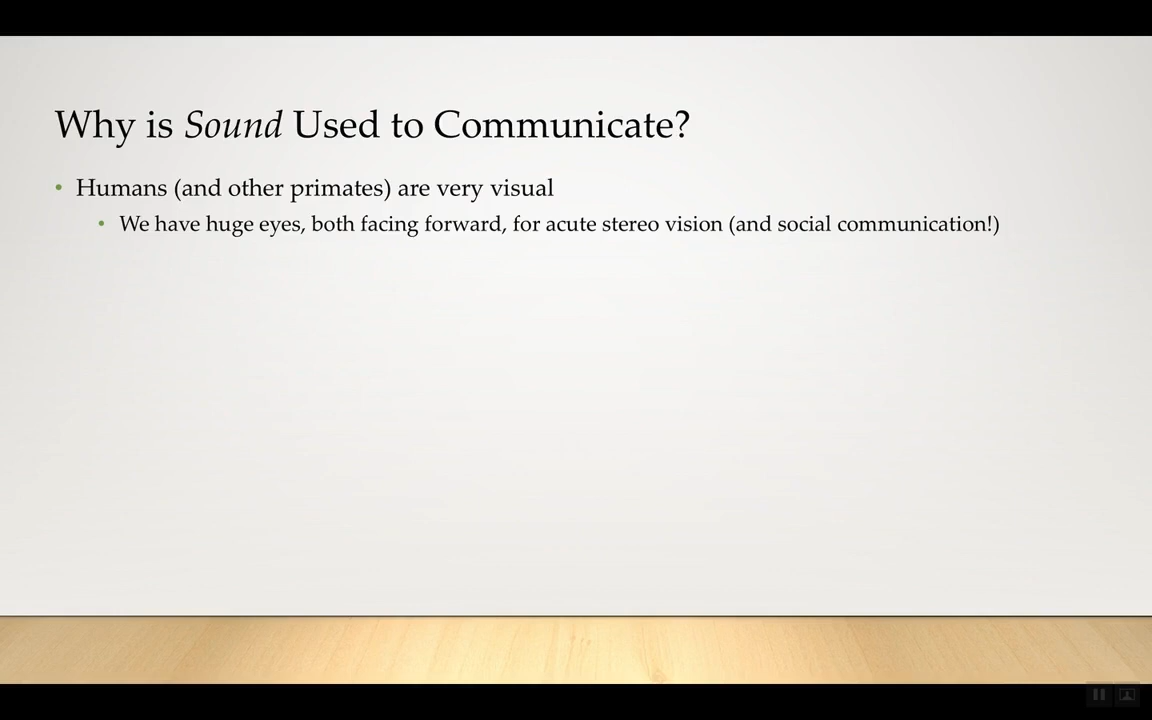 Why is Sound Used to Communicate?
• Humans (and other primates) are very visual
• We have huge eyes, both facing forward, for acute stereo vision (and social communication!)